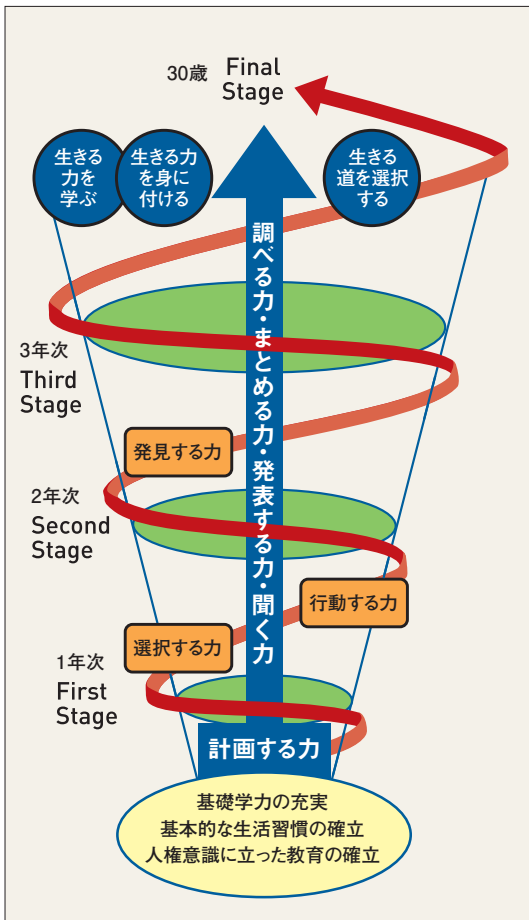 30歳
Final
Stage
生きる
力を
学ぶ
生きる力
を身に
付ける
生きる
道を選択
する
調べる力・まとめる力・発表する力・聞く力
3年次
Third
Stage
発見する力
2年次
Second
Stage
行動する力
選択する力
1年次
First
Stage
計画する力
基礎学力の充実
基本的な生活習慣の確立
人権意識に立った教育の確立